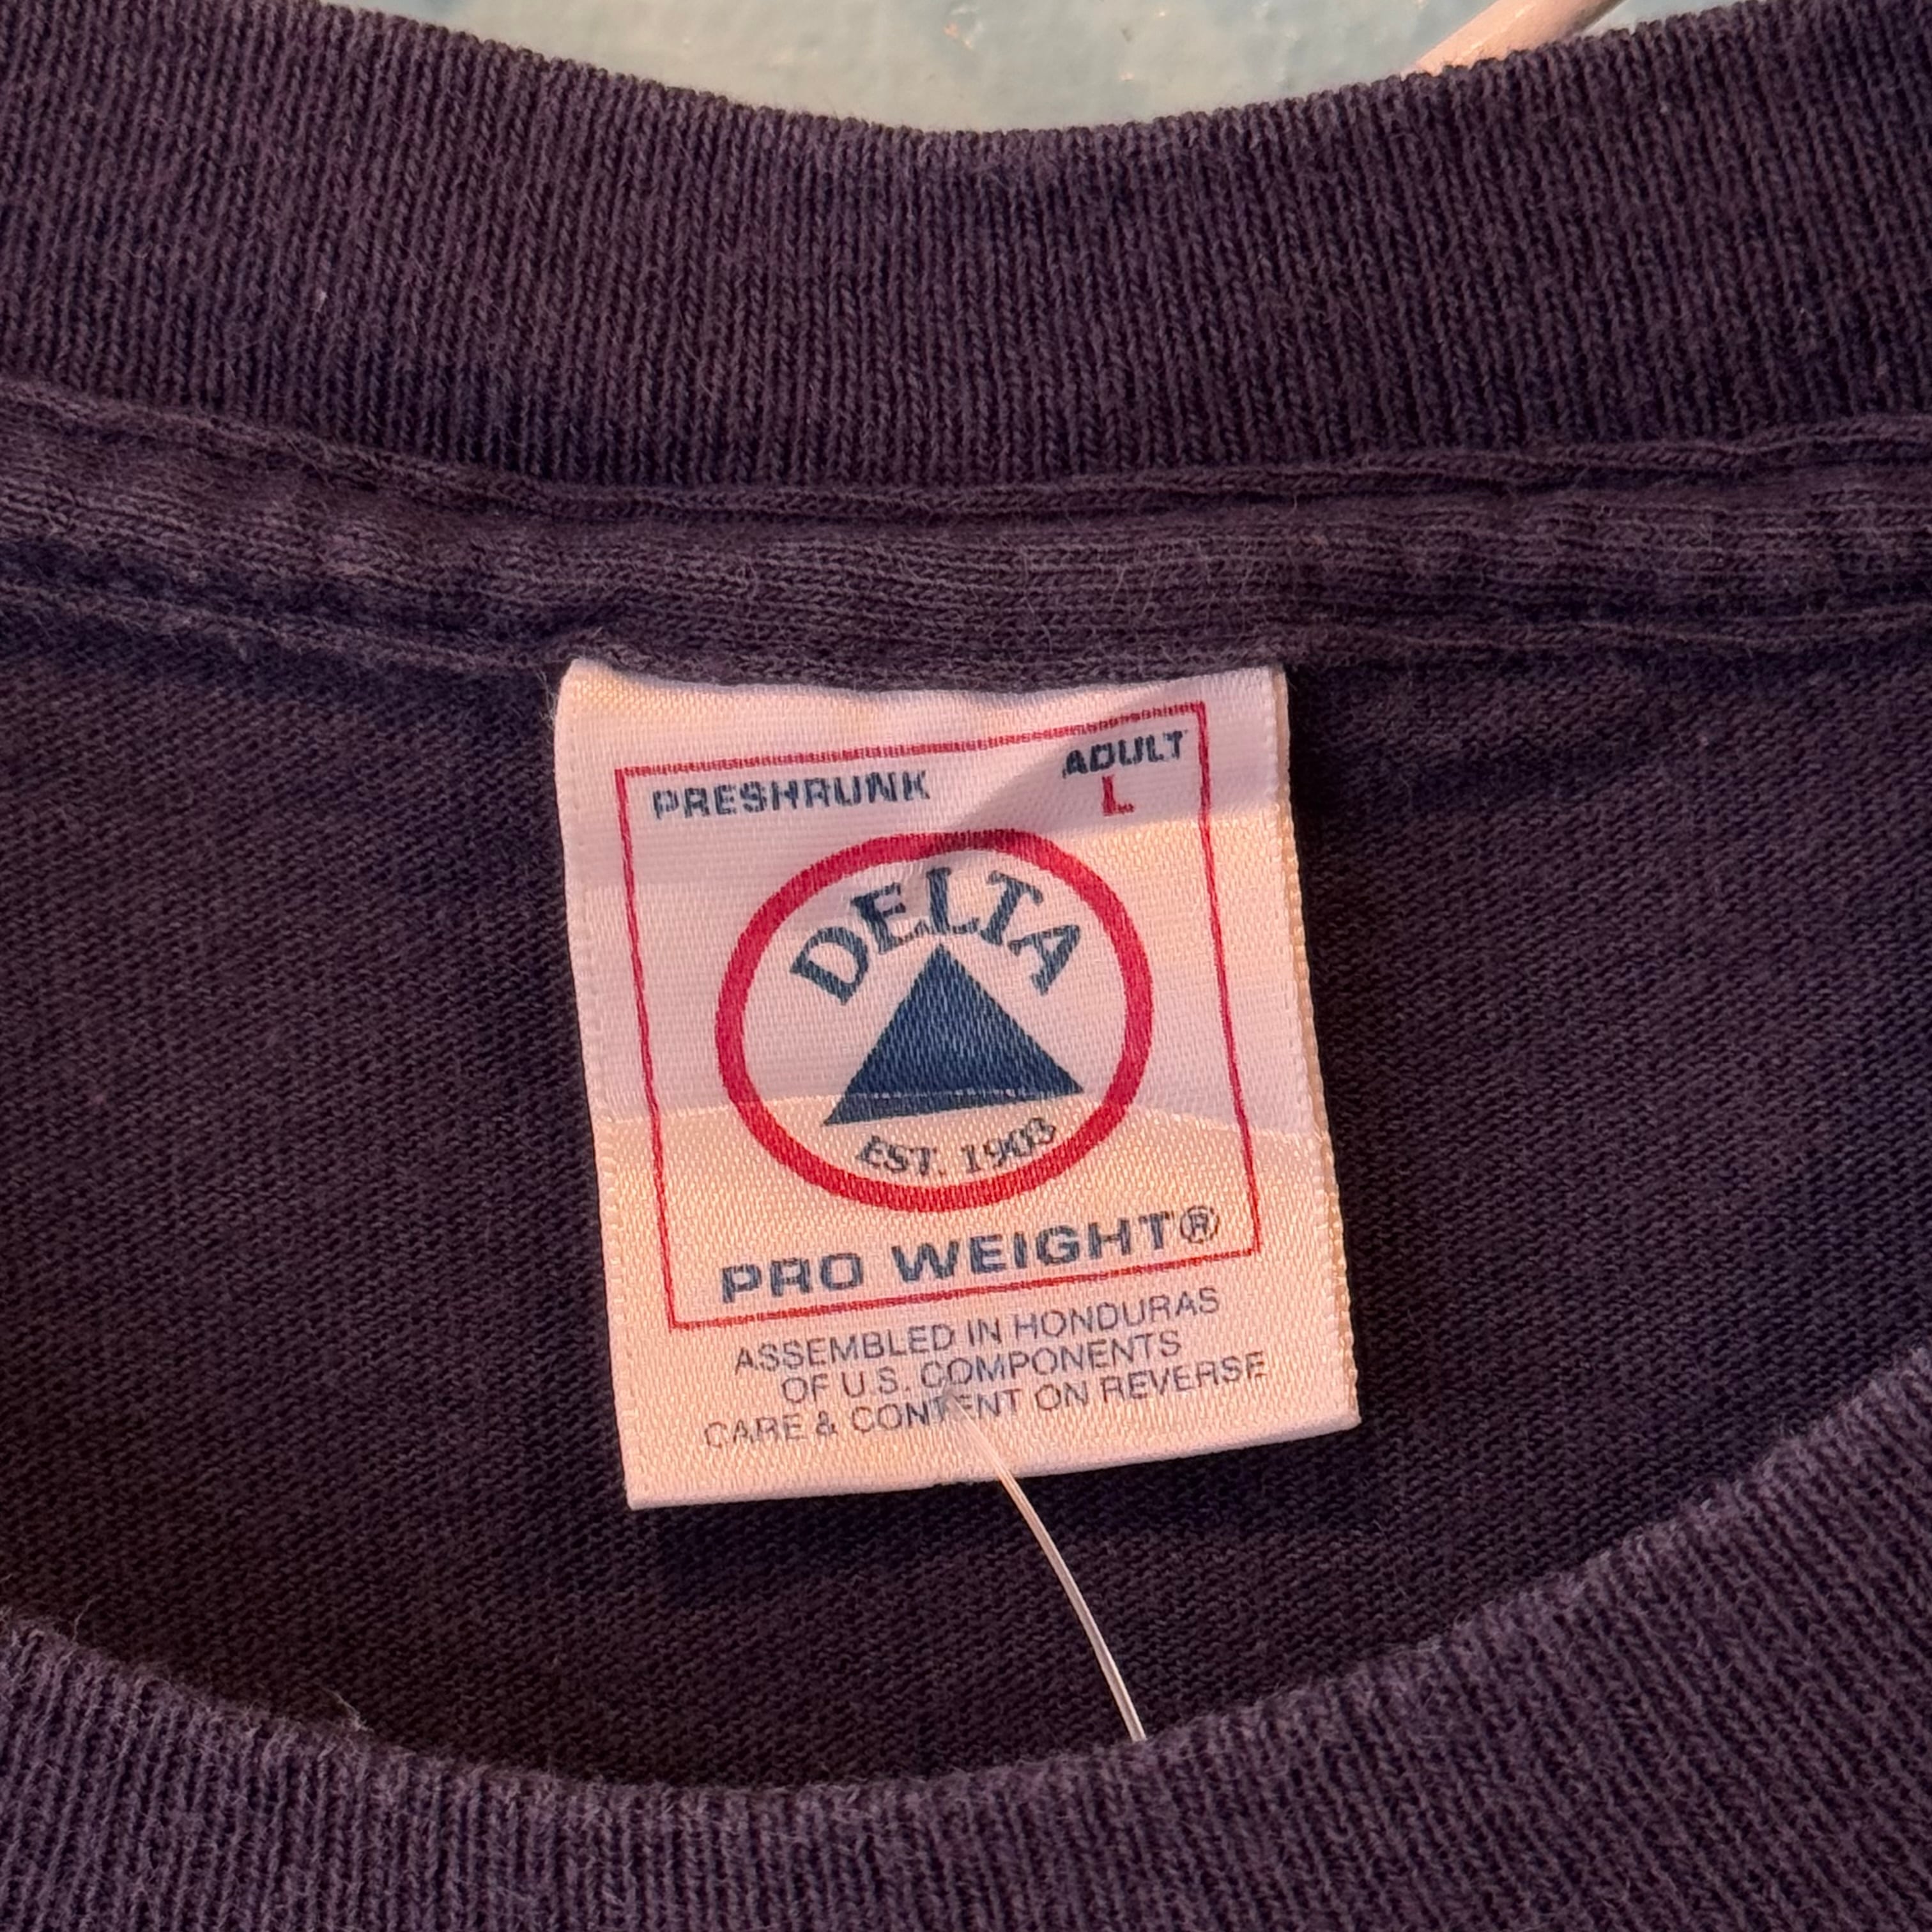 PRESHRUNK ADULT
L
DELTA
EST. 1903
PRO WEIGHT®
ASSEMBLED IN HONDURAS
OF U.S. COMPONENTS
CARE & CONTENT ON REVERSE